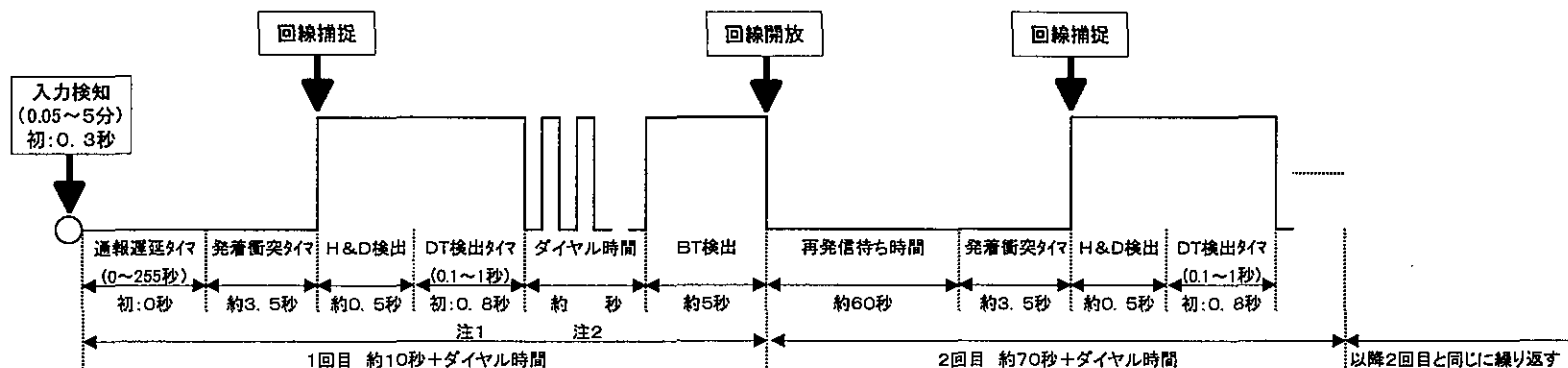 回線捕捉
回線開放
回線捕捉
入力検知
(0.05～5分)
初:0.3秒
通報遅延タイマ
発着衝突タイマ
H&D検出
DT検出タイマ
ダイヤル時間
BT検出
再発信待ち時間
発着衝突タイマ
H&D検出
DT検出タイマ
(0～255秒)
(0.1～1秒)
(0.1～1秒)
初:0秒
約3.5秒
約0.5秒
初:0.8秒
約 秒
約5秒
約60秒
約3.5秒
約0.5秒
初:0.8秒
注1
注2
1回目 約10秒+ダイヤル時間
2回目 約70秒+ダイヤル時間
以降2回目と同じに繰り返す